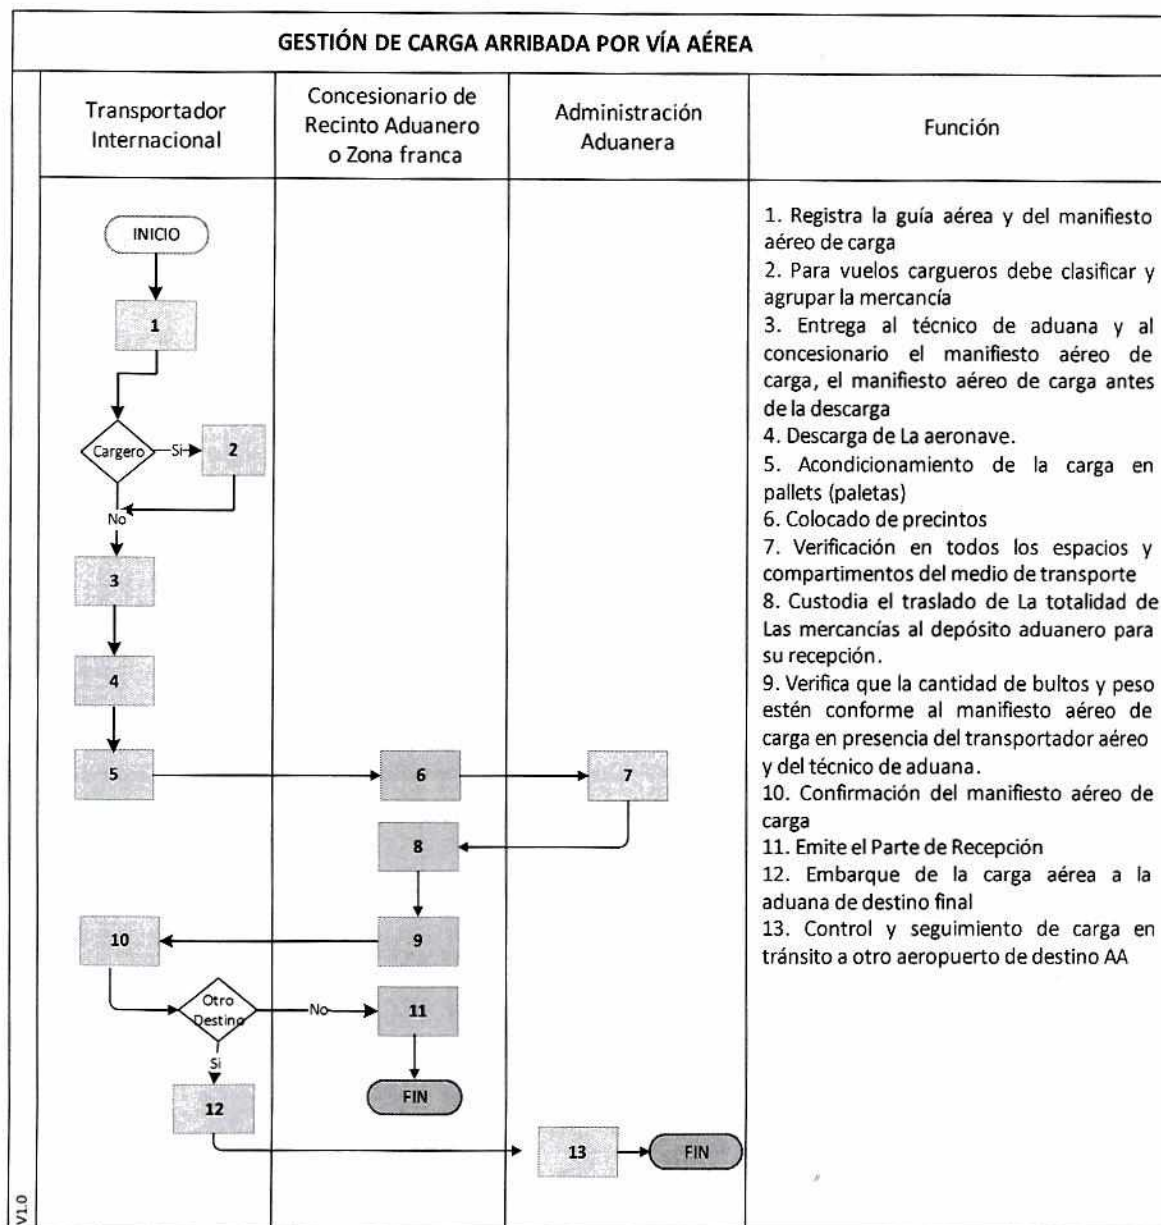 GESTIÓN DE CARGA ARRIBADA POR VÍA AÉREA
Transportador
Internacional
Concesionario de
Recinto Aduanero
o Zona franca
Administración
Aduanera
Función
INICIO
1
Cargero
Si
2
No
3
4
5
6
7
8
9
10
Otro
Destino
No
11
Si
FIN
12
13
FIN
1. Registra la guía aérea y del manifiesto
aéreo de carga
2. Para vuelos cargueros debe clasificar y
agrupar la mercancía
3. Entrega al técnico de aduana y al
concesionario el manifiesto aéreo de
carga, el manifiesto aéreo de carga antes
de la descarga
4. Descarga de La aeronave.
5. Acondicionamiento de la carga en
pallets (paletas)
6. Colocado de precintos
7. Verificación en todos los espacios y
compartimentos del medio de transporte
8. Custodia el traslado de La totalidad de
Las mercancías al depósito aduanero para
su recepción.
9. Verifica que la cantidad de bultos y peso
estén conforme al manifiesto aéreo de
carga en presencia del transportador aéreo
y del técnico de aduana.
10. Confirmación del manifiesto aéreo de
carga
11. Emite el Parte de Recepción
12. Embarque de la carga aérea a la
aduana de destino final
13. Control y seguimiento de carga en
tránsito a otro aeropuerto de destino AA
V1.0